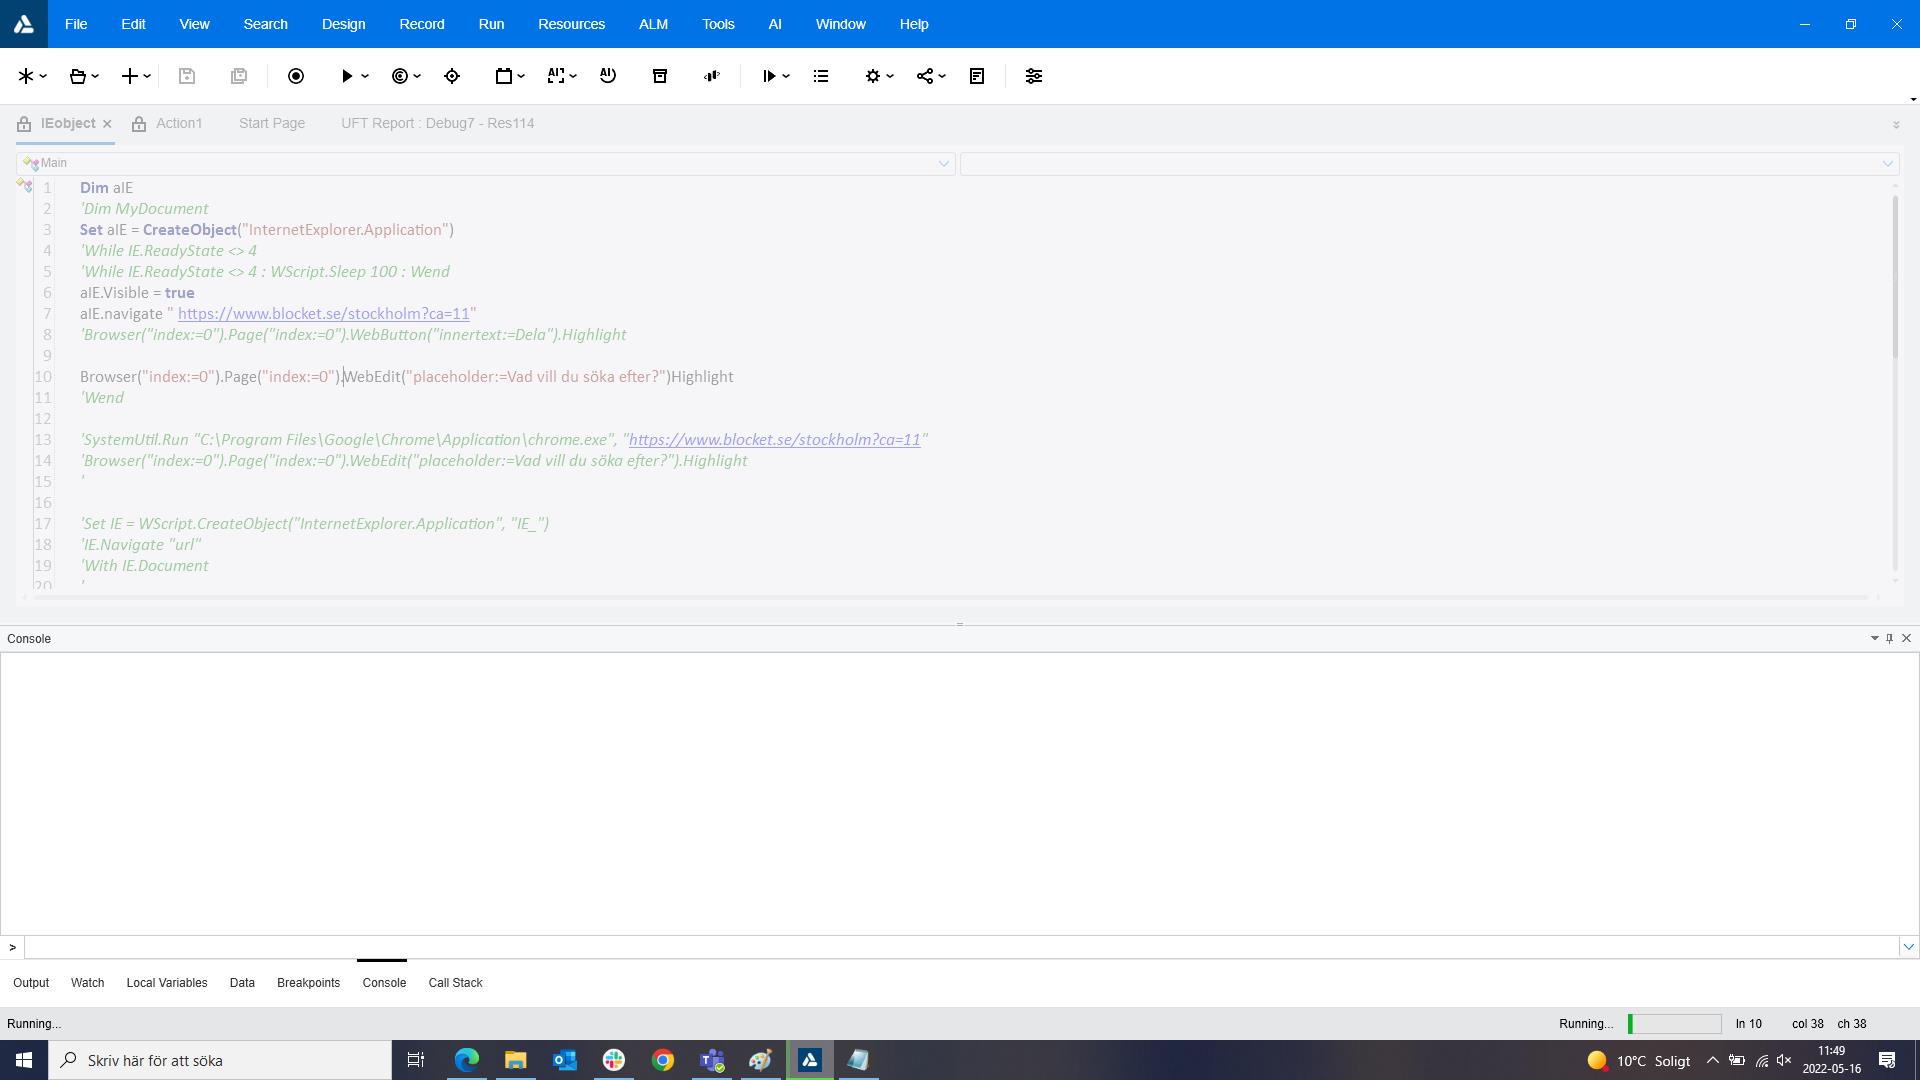 File Edit View Search Design Record Run Resources ALM Tools AI Window Help
AI AI
IEobject Action1 Start Page UFT Report : Debug7 - Res114
Main
1 Dim aIE
2 'Dim MyDocument
3 Set aIE = CreateObject("InternetExplorer.Application")
4 'While IE.ReadyState <> 4
5 'While IE.ReadyState <> 4 : WScript.Sleep 100 : Wend
6 aIE.Visible = true
7 aIE.navigate " https://www.blocket.se/stockholm?ca=11"
8 'Browser("index:=0").Page("index:=0").WebButton("innertext:=Dela").Highlight
9
10 Browser("index:=0").Page("index:=0").WebEdit("placeholder:=Vad vill du söka efter?")Highlight
11 'Wend
12
13 'SystemUtil.Run "C:\Program Files\Google\Chrome\Application\chrome.exe", "https://www.blocket.se/stockholm?ca=11"
14 'Browser("index:=0").Page("index:=0").WebEdit("placeholder:=Vad vill du söka efter?").Highlight
15 '
16
17 'Set IE = WScript.CreateObject("InternetExplorer.Application", "IE_")
18 'IE.Navigate "url"
19 'With IE.Document
20 '
Console
>
Output Watch Local Variables Data Breakpoints Console Call Stack
Running... Running... ln 10 col 38 ch 38
Skriv här för att söka 10°C Soligt 11:49
2022-05-16